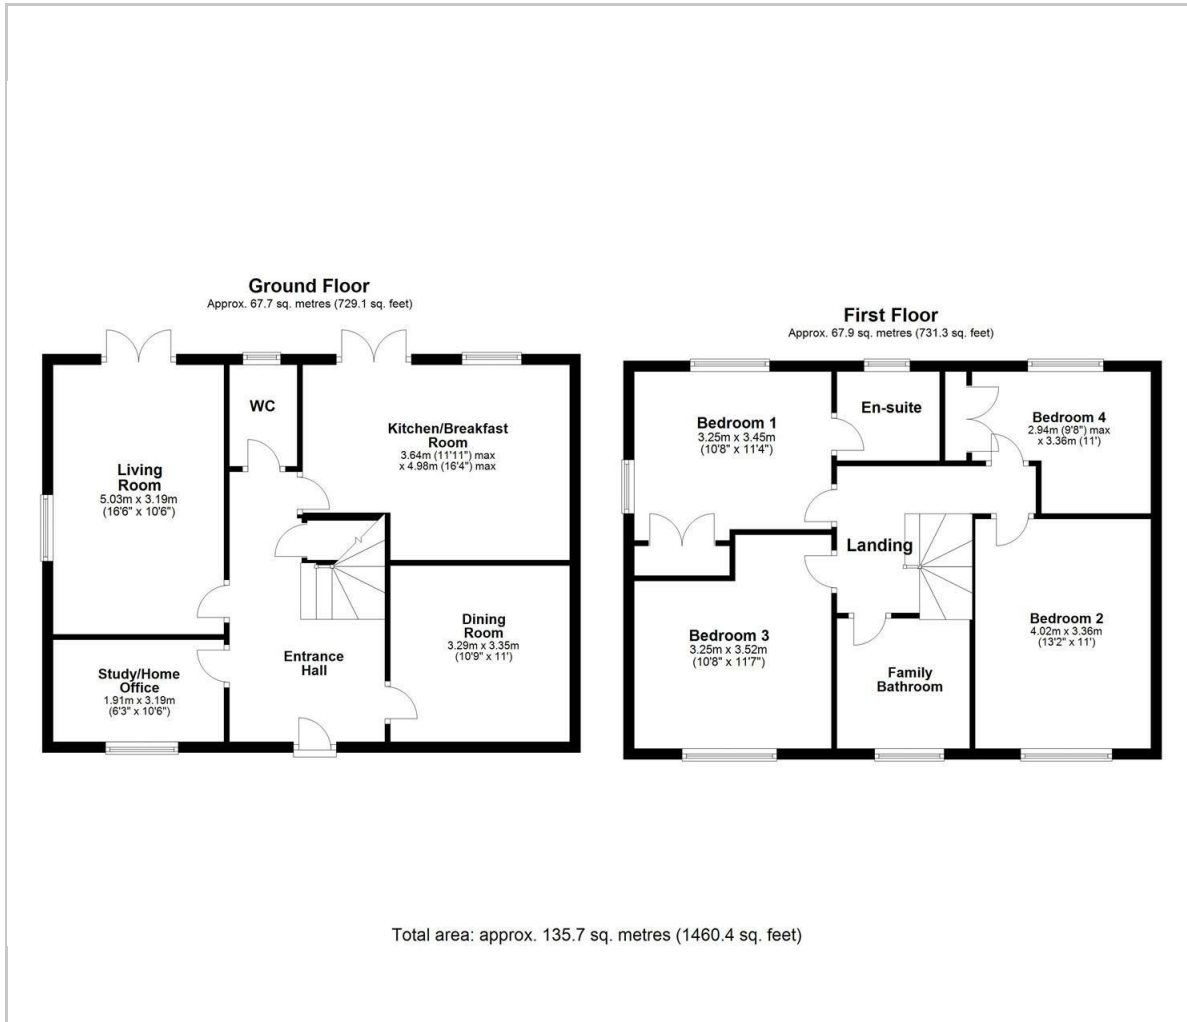 Ground Floor
Approx. 67.7 sq. metres (729.1 sq. feet)
WC
Kitchen/Breakfast
Room
3.64m (11'11") max
x 4.98m (16'4") max
Living
Room
5.03m x 3.19m
(16'6" x 10'6")
Dining
Room
3.29m x 3.35m
(10'9" x 11')
Entrance
Hall
Study/Home
Office
1.91m x 3.19m
(6'3" x 10'6")
First Floor
Approx. 67.9 sq. metres (731.3 sq. feet)
Bedroom 1
3.25m x 3.45m
(10'8" x 11'4")
En-suite
Bedroom 4
2.94m (9'8") max
x 3.36m (11')
Landing
Bedroom 3
3.25m x 3.52m
(10'8" x 11'7")
Family
Bathroom
Bedroom 2
4.02m x 3.36m
(13'2" x 11')
Total area: approx. 135.7 sq. metres (1460.4 sq. feet)